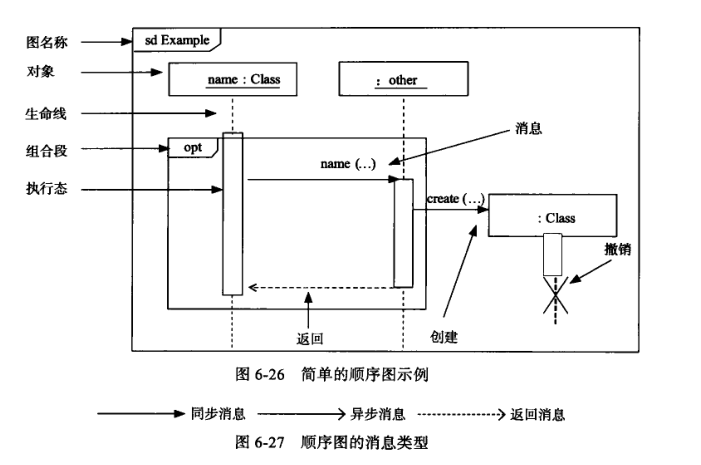 图名称
sd Example
对象
name : Class
: other
生命线
消息
组合段
opt
name (…)
执行态
create (…)
: Class
撤销
返回
创建
图 6-26 简单的顺序图示例
同步消息 异步消息 返回消息
图 6-27 顺序图的消息类型